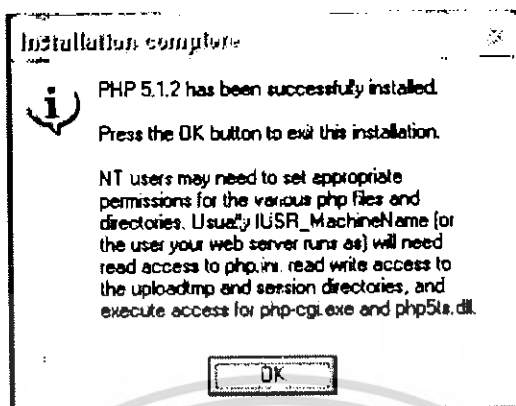 Installation complete
PHP 5.1.2 has been successfully installed.
Press the OK button to exit this installation.
NT users may need to set appropriate
permissions for the various php files and
directories. Usually IUSR_MachineName (or
the user your web server runs as) will need
read access to php.ini, read write access to
the uploadtmp and session directories, and
execute access for php-cgi.exe and php5ts.dll.
OK